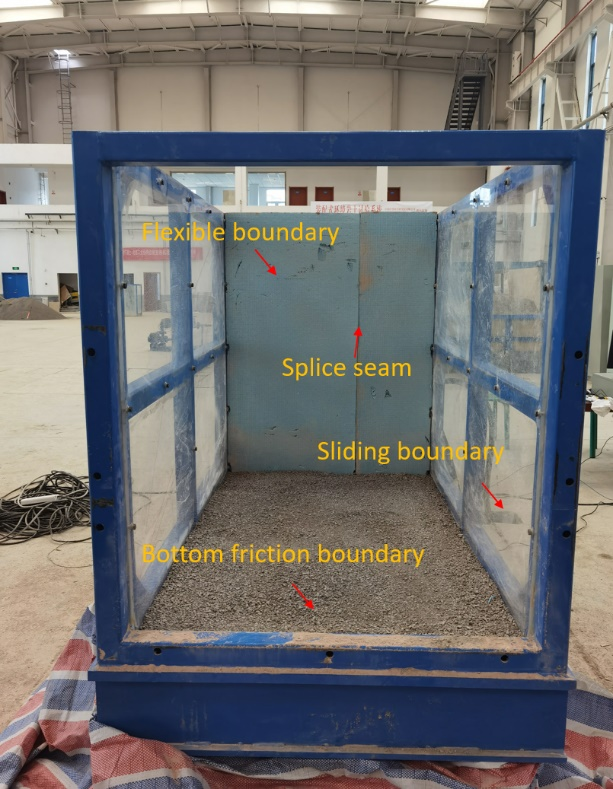 Flexible boundary
Splice seam
Sliding boundary
Bottom friction boundary